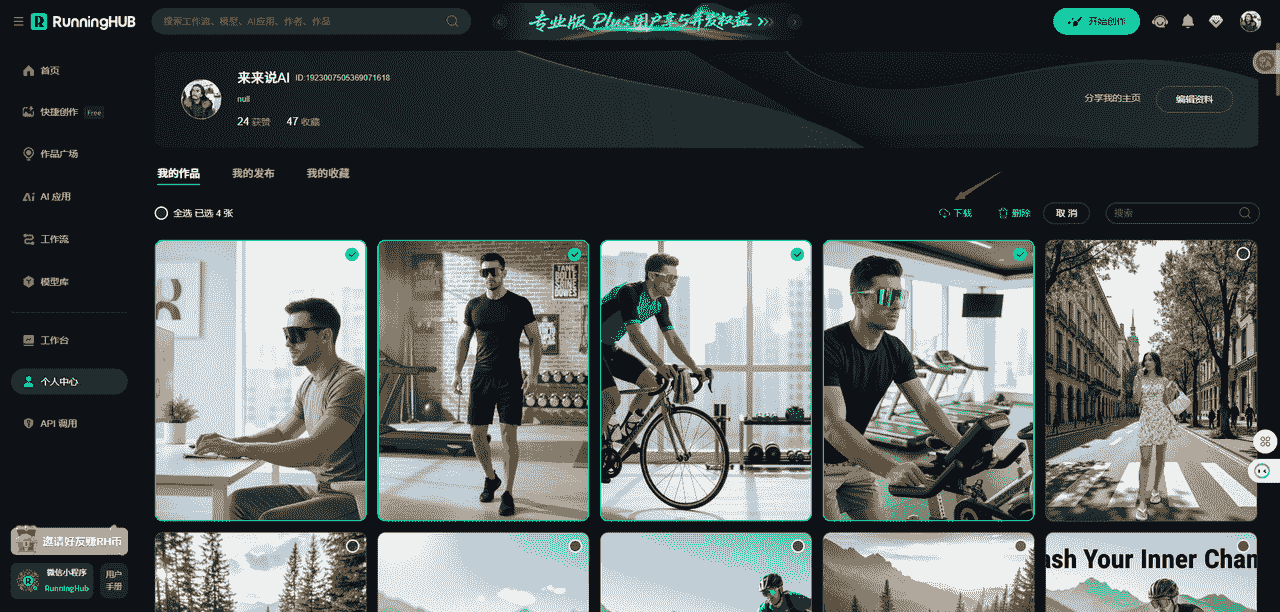 RunningHUB
搜索工作流、模型、AI应用、作者、作品
专业版 Plus用户享5并发权益
开始创作
首页
快捷创作 Free
作品广场
AI 应用
工作流
模型库
工作台
个人中心
API 调用
邀请好友赚RH币
微信小程序
RunningHub
用户
手册
来来说AI ID:1923007505369071618
null
24 获赞 47 收藏
分享我的主页
编辑资料
我的作品 我的发布 我的收藏
全选 已选 4 张
下载 删除 取消 搜索
ash Your Inner Chan